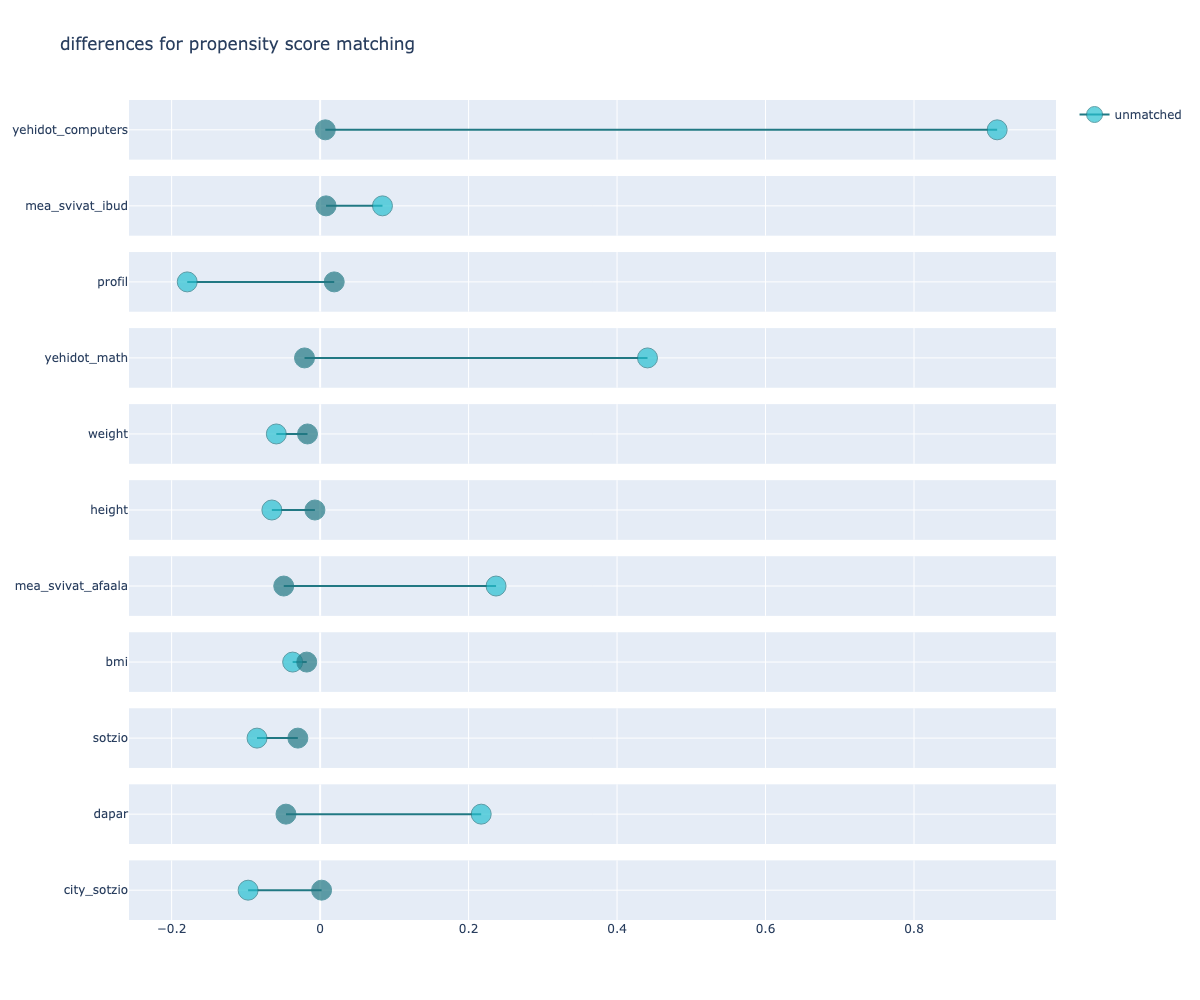 differences for propensity score matching
yehidot_computers
unmatched
mea_svivat_ibud
profil
yehidot_math
weight
height
mea_svivat_afaala
bmi
sotzio
dapar
city_sotzio
−0.2 0 0.2 0.4 0.6 0.8